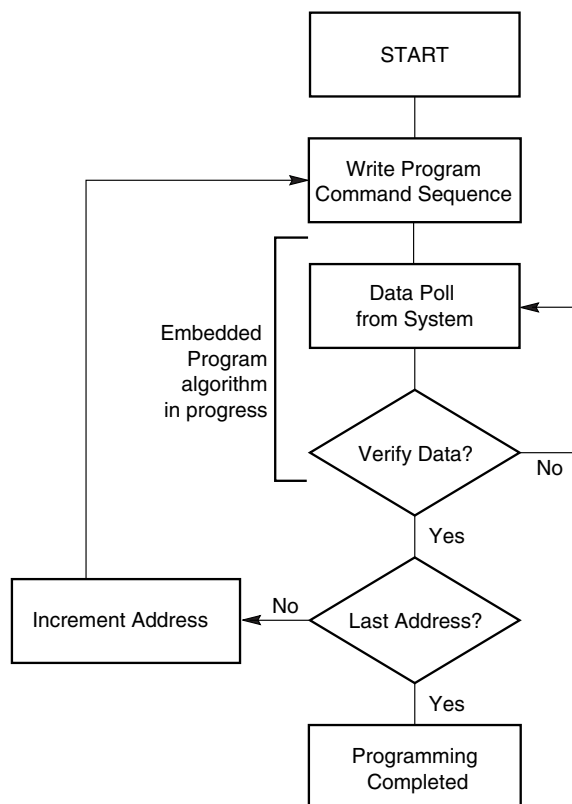 START
Write Program
Command Sequence
Data Poll
from System
Embedded
Program
algorithm
in progress
Verify Data?
No
Yes
Last Address?
No
Increment Address
Yes
Programming
Completed